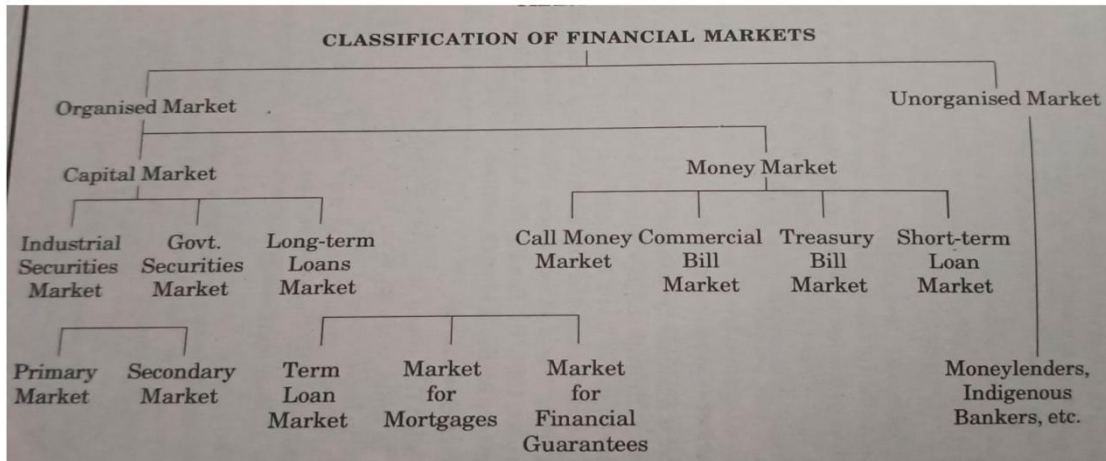 CLASSIFICATION OF FINANCIAL MARKETS
Organised Market
Unorganised Market
Capital Market
Money Market
Industrial
Securities
Market
Govt.
Securities
Market
Long-term
Loans
Market
Call Money
Market
Commercial
Bill
Market
Treasury
Bill
Market
Short-term
Loan
Market
Primary
Market
Secondary
Market
Term
Loan
Market
Market
for
Mortgages
Market
for
Financial
Guarantees
Moneylenders,
Indigenous
Bankers, etc.